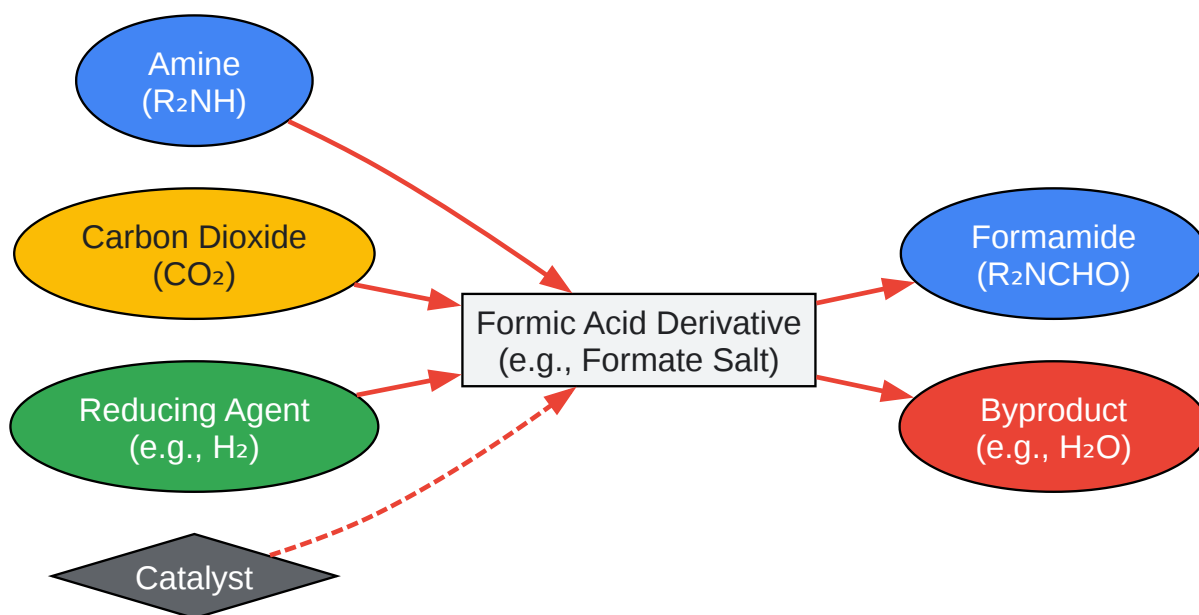 Amine
(R₂NH)
Carbon Dioxide
(CO₂)
Reducing Agent
(e.g., H₂)
Catalyst
Formic Acid Derivative
(e.g., Formate Salt)
Formamide
(R₂NCHO)
Byproduct
(e.g., H₂O)